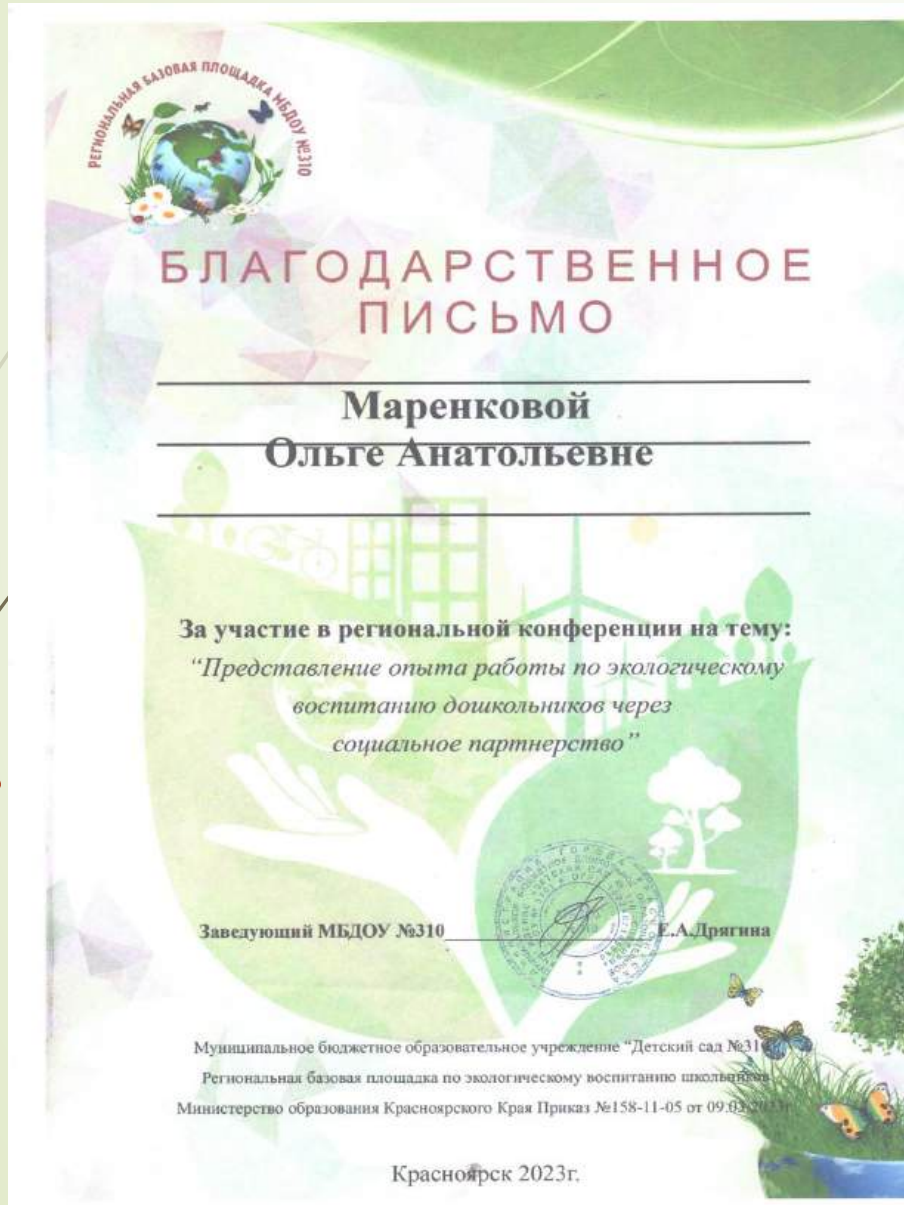 РЕГИОНАЛЬНАЯ БАЗОВАЯ ПЛОЩАДКА МБДОУ №310
БЛАГОДАРСТВЕННОЕ
ПИСЬМО
Маренковой
Ольге Анатольевне
За участие в региональной конференции на тему:
“Представление опыта работы по экологическому
воспитанию дошкольников через
социальное партнерство”
Заведующий МБДОУ №310 Е.А.Дрягина
Муниципальное бюджетное образовательное учреждение “Детский сад №310
Региональная базовая площадка по экологическому воспитанию школьников
Министерство образования Красноярского Края Приказ №158-11-05 от
Красноярск 2023г.